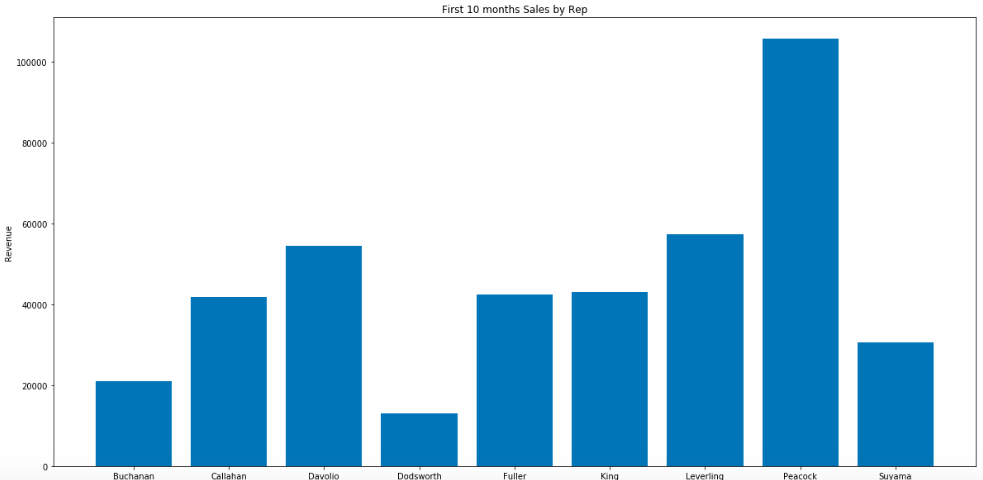 First 10 months Sales by Rep
Revenue
100000
80000
60000
40000
20000
0
Buchanan Callahan Davolio Dodsworth Fuller King Leverling Peacock Suyama